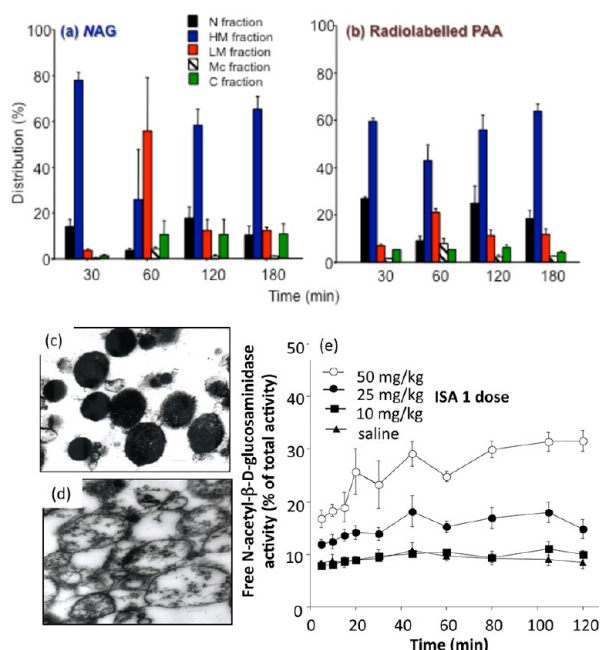 (a) NAG
N fraction
HM fraction
LM fraction
Mc fraction
C fraction
(b) Radiolabelled PAA
Distribution (%)
100
80
60
40
20
0
30 60 120 180
100
80
60
40
20
0
30 60 120 180
Time (min)
(c)
(d)
(e)
Free N-acetyl-β-D-glucosaminidase
activity (% of total activity)
50
40
30
20
10
0
50 mg/kg
25 mg/kg ISA 1 dose
10 mg/kg
saline
0 20 40 60 80 100 120
Time (min)